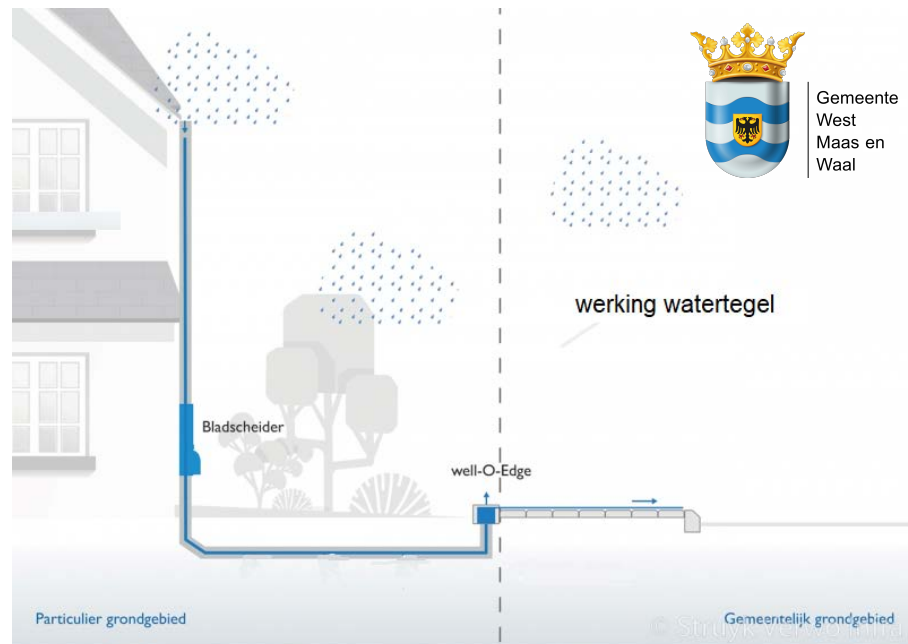 Gemeente
West
Maas en
Waal
werking watertegel
Bladscheider
well-O-Edge
Particulier grondgebied
Gemeentelijk grondgebied